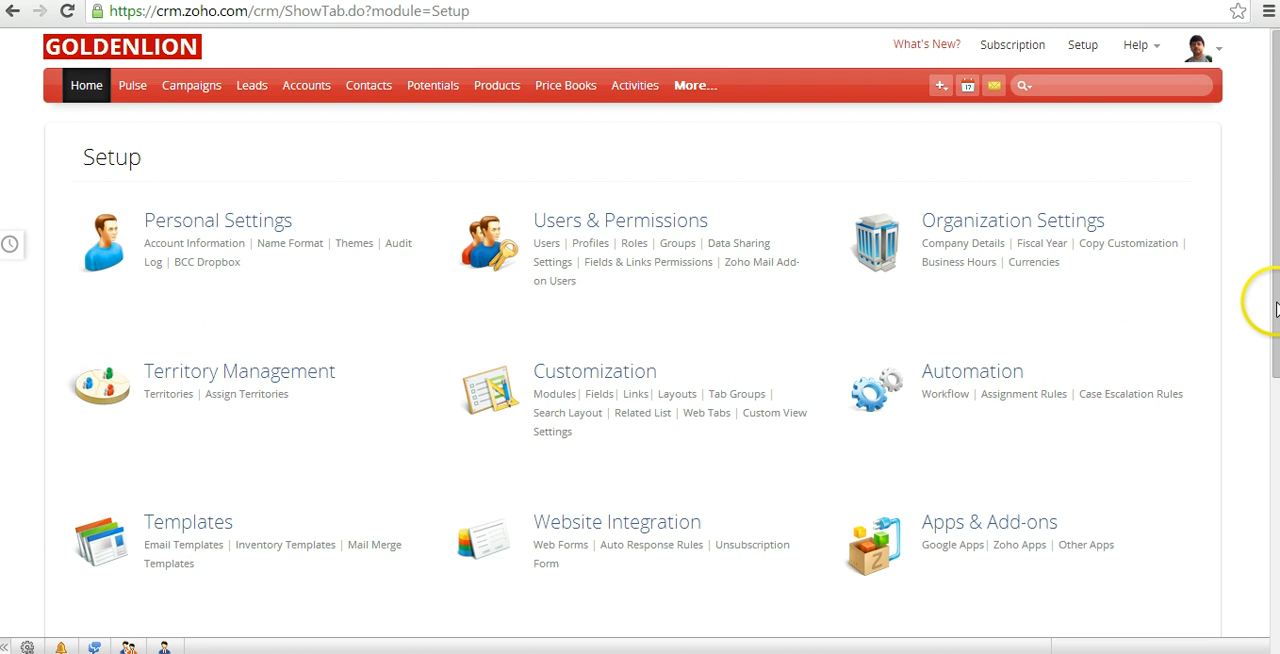 https://crm.zoho.com/crm/ShowTab.do?module=Setup
GOLDENLION
What's New? Subscription Setup Help
Home Pulse Campaigns Leads Accounts Contacts Potentials Products Price Books Activities More...
17
Setup
Personal Settings
Account Information | Name Format | Themes | Audit
Log | BCC Dropbox
Users & Permissions
Users | Profiles | Roles | Groups | Data Sharing
Settings | Fields & Links Permissions | Zoho Mail Add-
on Users
Organization Settings
Company Details | Fiscal Year | Copy Customization |
Business Hours | Currencies
Territory Management
Territories | Assign Territories
Customization
Modules| Fields| Links| Layouts | Tab Groups |
Search Layout | Related List | Web Tabs | Custom View
Settings
Automation
Workflow | Assignment Rules | Case Escalation Rules
Templates
Email Templates | Inventory Templates | Mail Merge
Templates
Website Integration
Web Forms | Auto Response Rules | Unsubscription
Form
Z
Apps & Add-ons
Google Apps| Zoho Apps | Other Apps